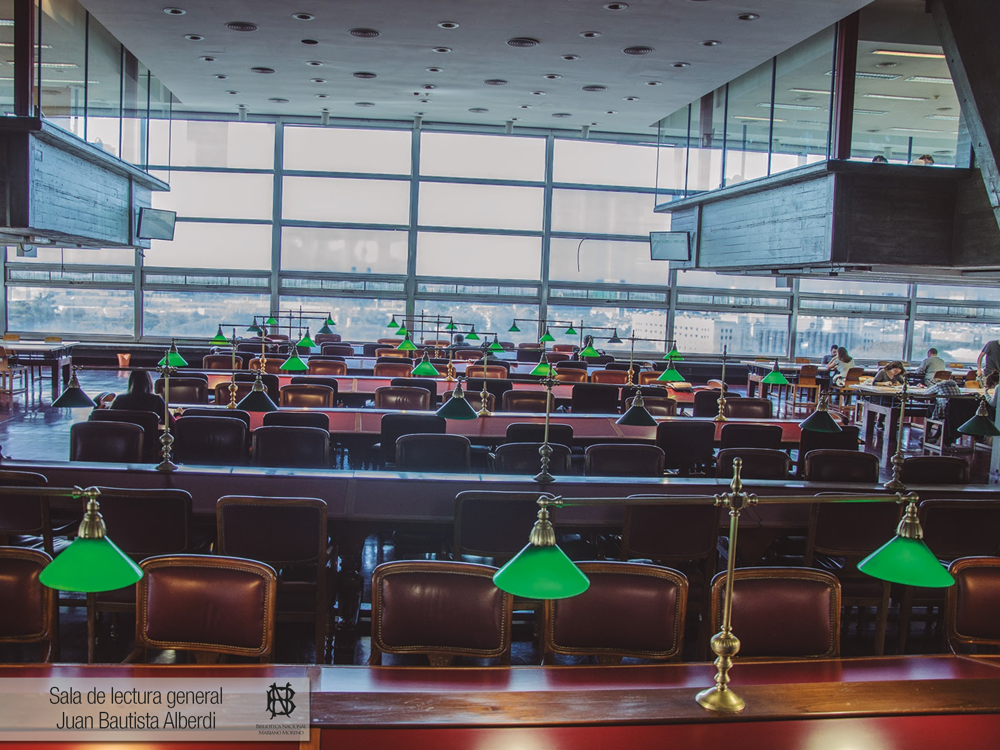 Sala de lectura general
Juan Bautista Alberdi
BIBLIOTECA NACIONAL
MARIANO MORENO